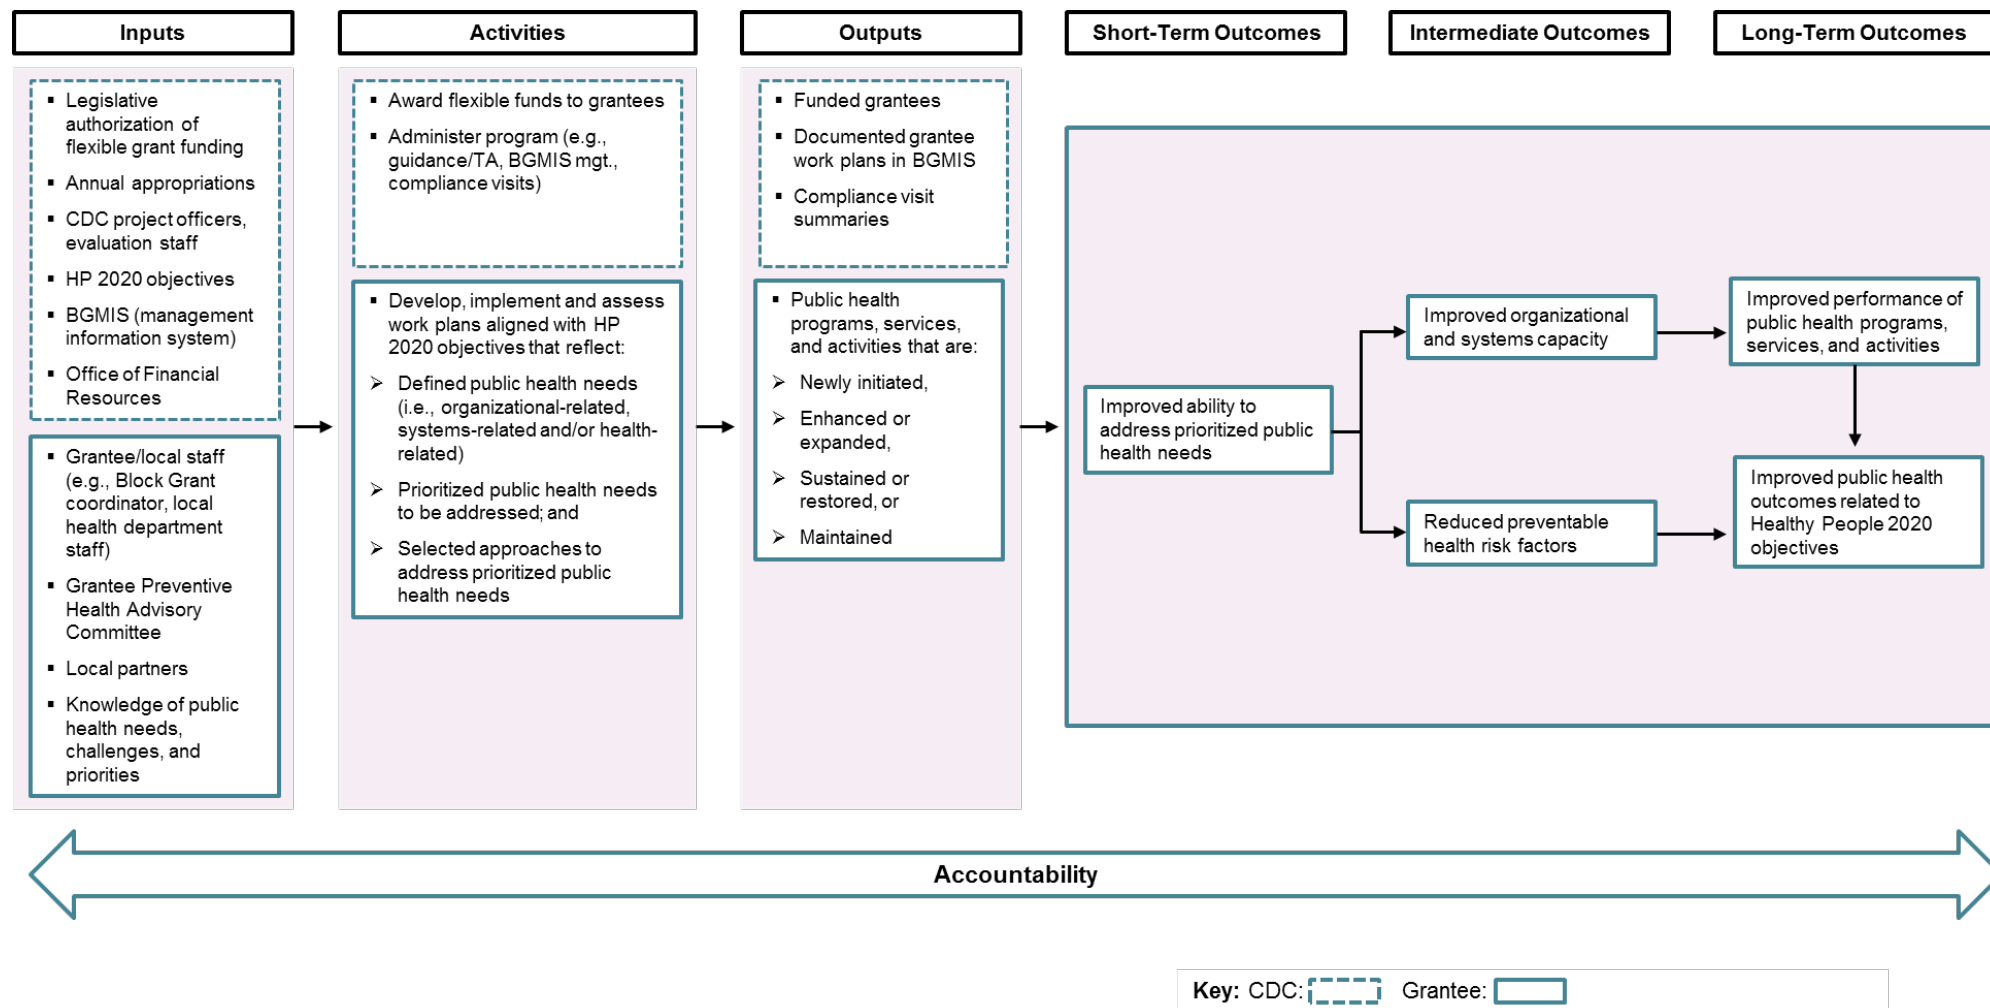 Inputs
Activities
Outputs
Short-Term Outcomes
Intermediate Outcomes
Long-Term Outcomes
▪ Legislative
authorization of
flexible grant funding
▪ Annual appropriations
▪ CDC project officers,
evaluation staff
▪ HP 2020 objectives
▪ BGMIS (management
information system)
▪ Office of Financial
Resources
▪ Grantee/local staff
(e.g., Block Grant
coordinator, local
health department
staff)
▪ Grantee Preventive
Health Advisory
Committee
▪ Local partners
▪ Knowledge of public
health needs,
challenges, and
priorities
▪ Award flexible funds to grantees
▪ Administer program (e.g.,
guidance/TA, BGMIS mgt.,
compliance visits)
▪ Develop, implement and assess
work plans aligned with HP
2020 objectives that reflect:
➢ Defined public health needs
(i.e., organizational-related,
systems-related and/or health-
related)
➢ Prioritized public health needs
to be addressed; and
➢ Selected approaches to
address prioritized public
health needs
▪ Funded grantees
▪ Documented grantee
work plans in BGMIS
▪ Compliance visit
summaries
▪ Public health
programs, services,
and activities that are:
➢ Newly initiated,
➢ Enhanced or
expanded,
➢ Sustained or
restored, or
➢ Maintained
Improved ability to
address prioritized public
health needs
Improved organizational
and systems capacity
Reduced preventable
health risk factors
Improved performance of
public health programs,
services, and activities
Improved public health
outcomes related to
Healthy People 2020
objectives
Accountability
Key: CDC: Grantee: